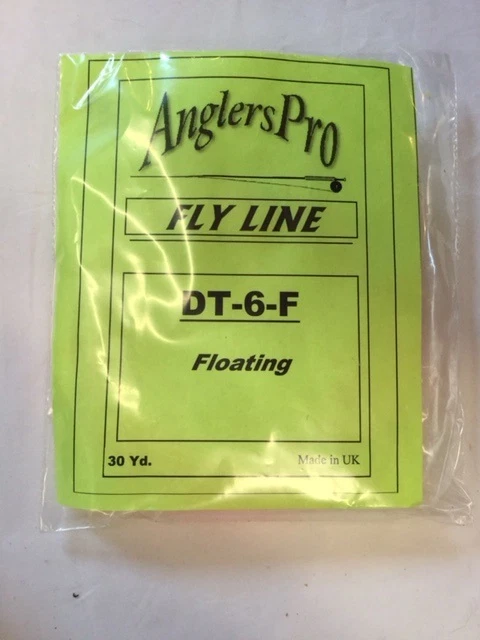 AnglersPro
FLY LINE
DT-6-F
Floating
30 Yd. Made in UK